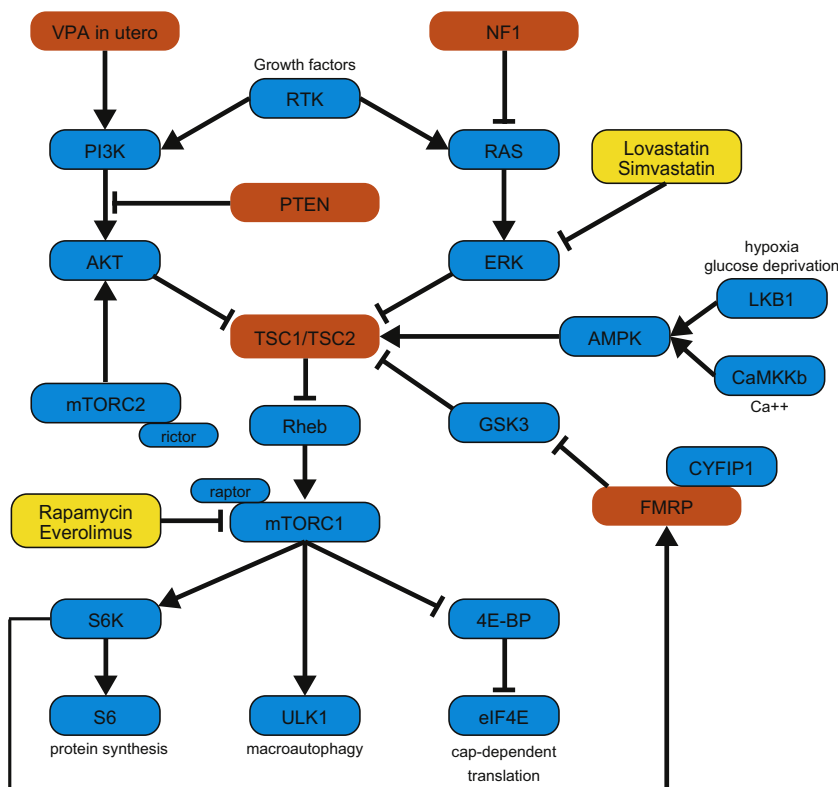 VPA in utero
NF1
Growth factors
RTK
PI3K
RAS
Lovastatin
Simvastatin
PTEN
AKT
ERK
hypoxia
glucose deprivation
LKB1
TSC1/TSC2
AMPK
CaMKKb
Ca++
mTORC2
rictor
Rheb
GSK3
CYFIP1
raptor
Rapamycin
Everolimus
mTORC1
FMRP
S6K
4E-BP
S6
ULK1
eIF4E
protein synthesis
macroautophagy
cap-dependent
translation